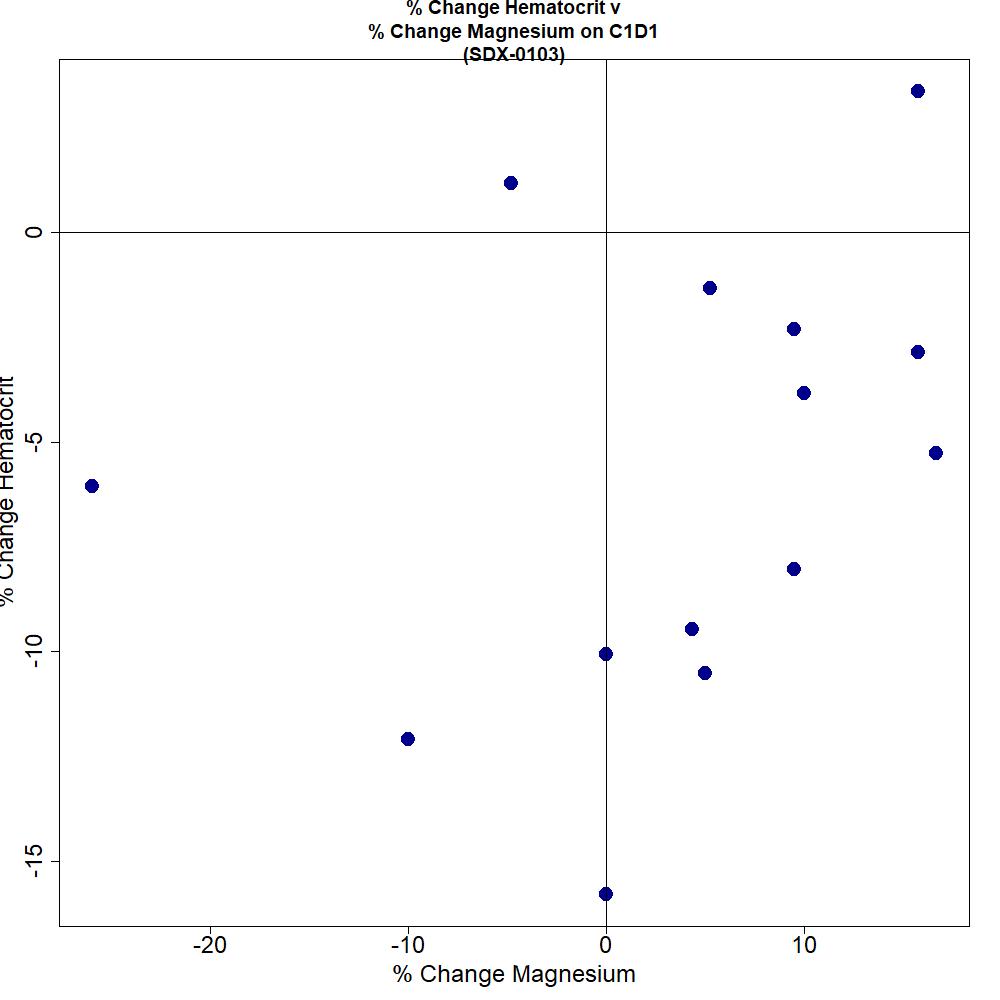 % Change Hematocrit v
% Change Magnesium on C1D1
(SDX-0103)
% Change Hematocrit
0
-5
-10
-15
-20
-10
0
10
% Change Magnesium